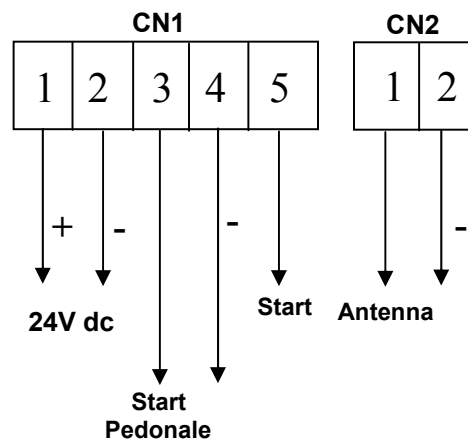 CN1 CN2
1 2 3 4 5 1 2
+ - - -
24V dc Start Antenna
Start
Pedonale